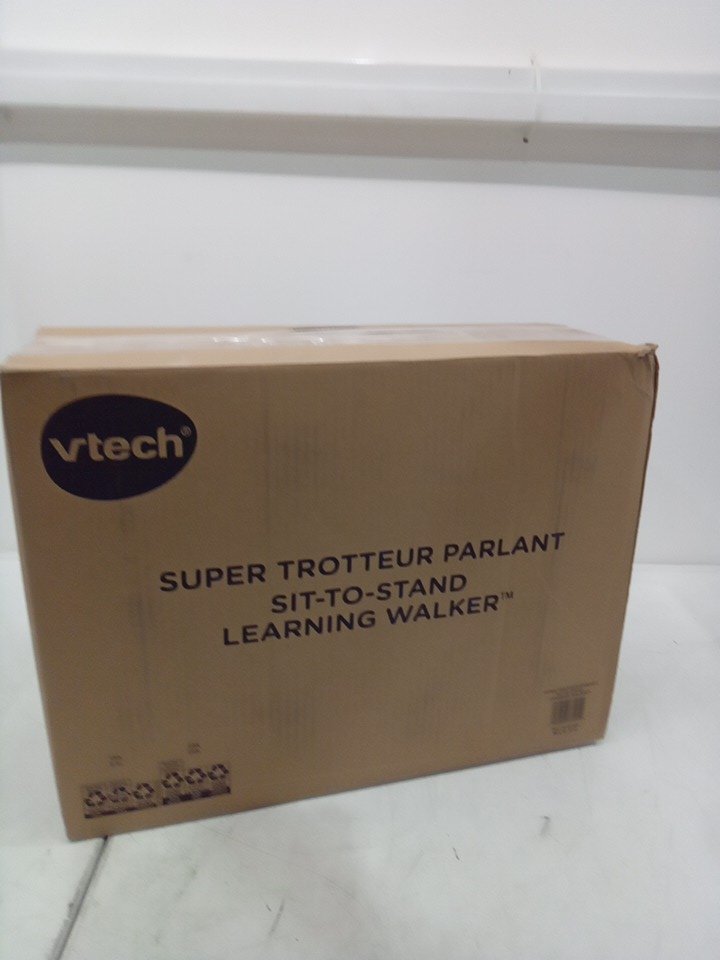 vtech®
SUPER TROTTEUR PARLANT
SIT-TO-STAND
LEARNING WALKER™